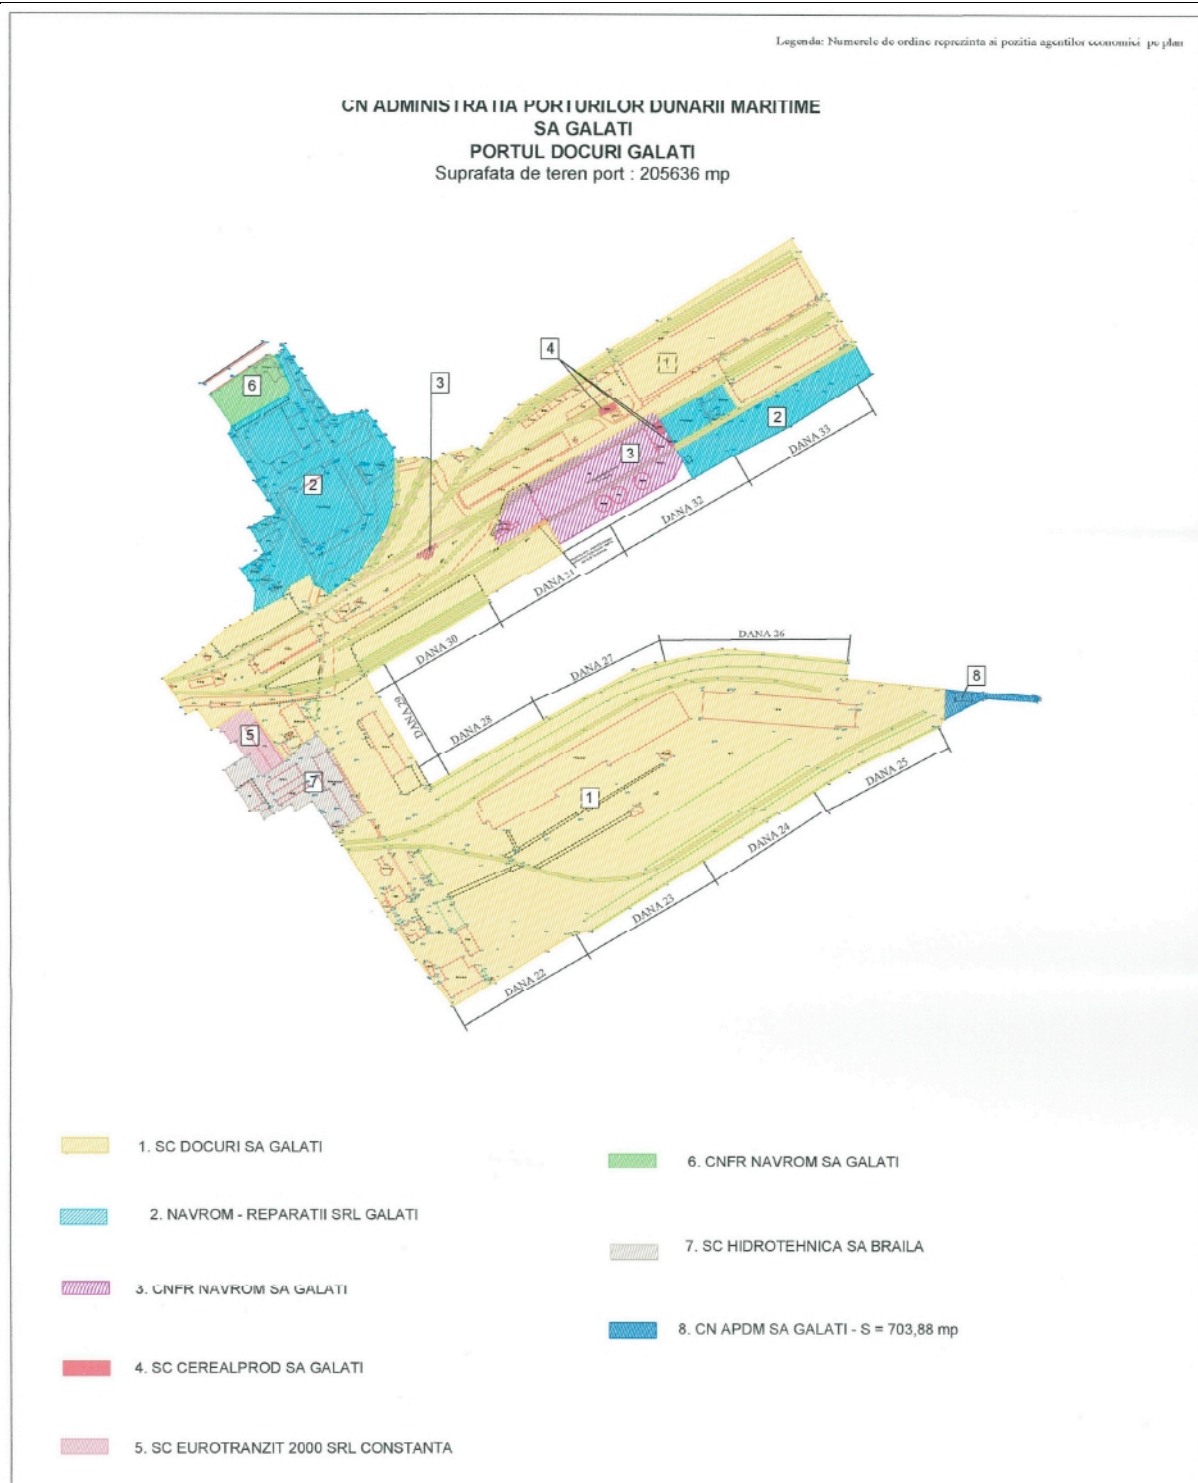 Legenda: Numerele de ordine reprezinta si pozitia agentilor economici pe plan
CN ADMINISTRATIA PORTURILOR DUNARII MARITIME
SA GALATI
PORTUL DOCURI GALATI
Suprafata de teren port : 205636 mp
1
4
3
6
2
3
2
DANA 33
DANA 32
DANA 31
DANA 30
DANA 29
DANA 28
DANA 27
DANA 26
8
5
7
1
DANA 25
DANA 24
DANA 23
DANA 22
1. SC DOCURI SA GALATI
2. NAVROM - REPARATII SRL GALATI
3. CNFR NAVROM SA GALATI
4. SC CEREALPROD SA GALATI
5. SC EUROTRANZIT 2000 SRL CONSTANTA
6. CNFR NAVROM SA GALATI
7. SC HIDROTEHNICA SA BRAILA
8. CN APDM SA GALATI - S = 703,88 mp